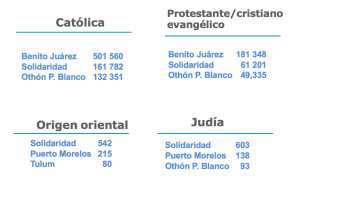 Católica
Benito Juárez 501 560
Solidaridad 161 782
Othón P. Blanco 132 351
Protestante/cristiano
evangélico
Benito Juárez 181 348
Solidaridad 61 201
Othón P. Blanco 49,335
Origen oriental
Solidaridad 542
Puerto Morelos 215
Tulum 80
Judía
Solidaridad 603
Puerto Morelos 138
Othón P. Blanco 93